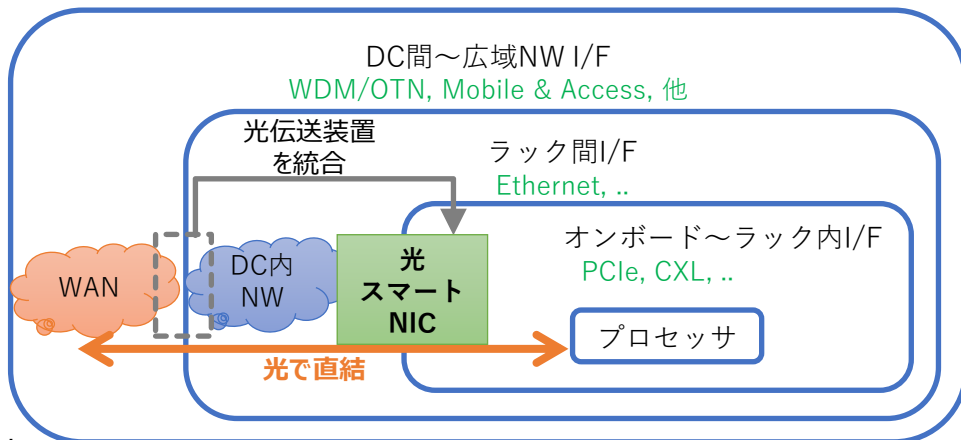 DC間～広域NW I/F
WDM/OTN, Mobile & Access, 他
光伝送装置
を統合
ラック間I/F
Ethernet, ..
オンボード～ラック内I/F
PCIe, CXL, ..
WAN
DC内
NW
光
スマート
NIC
プロセッサ
光で直結